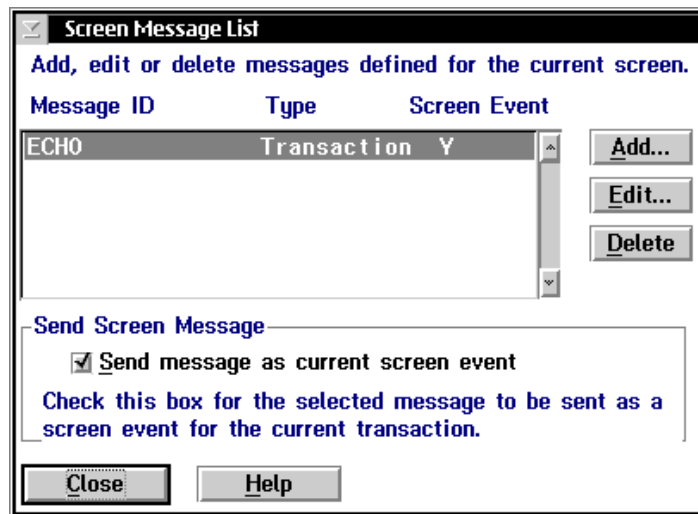 Screen Message List
Add, edit or delete messages defined for the current screen.
Message ID Type Screen Event
ECHO Transaction Y
Add...
Edit...
Delete
Send Screen Message
Send message as current screen event
Check this box for the selected message to be sent as a
screen event for the current transaction.
Close Help